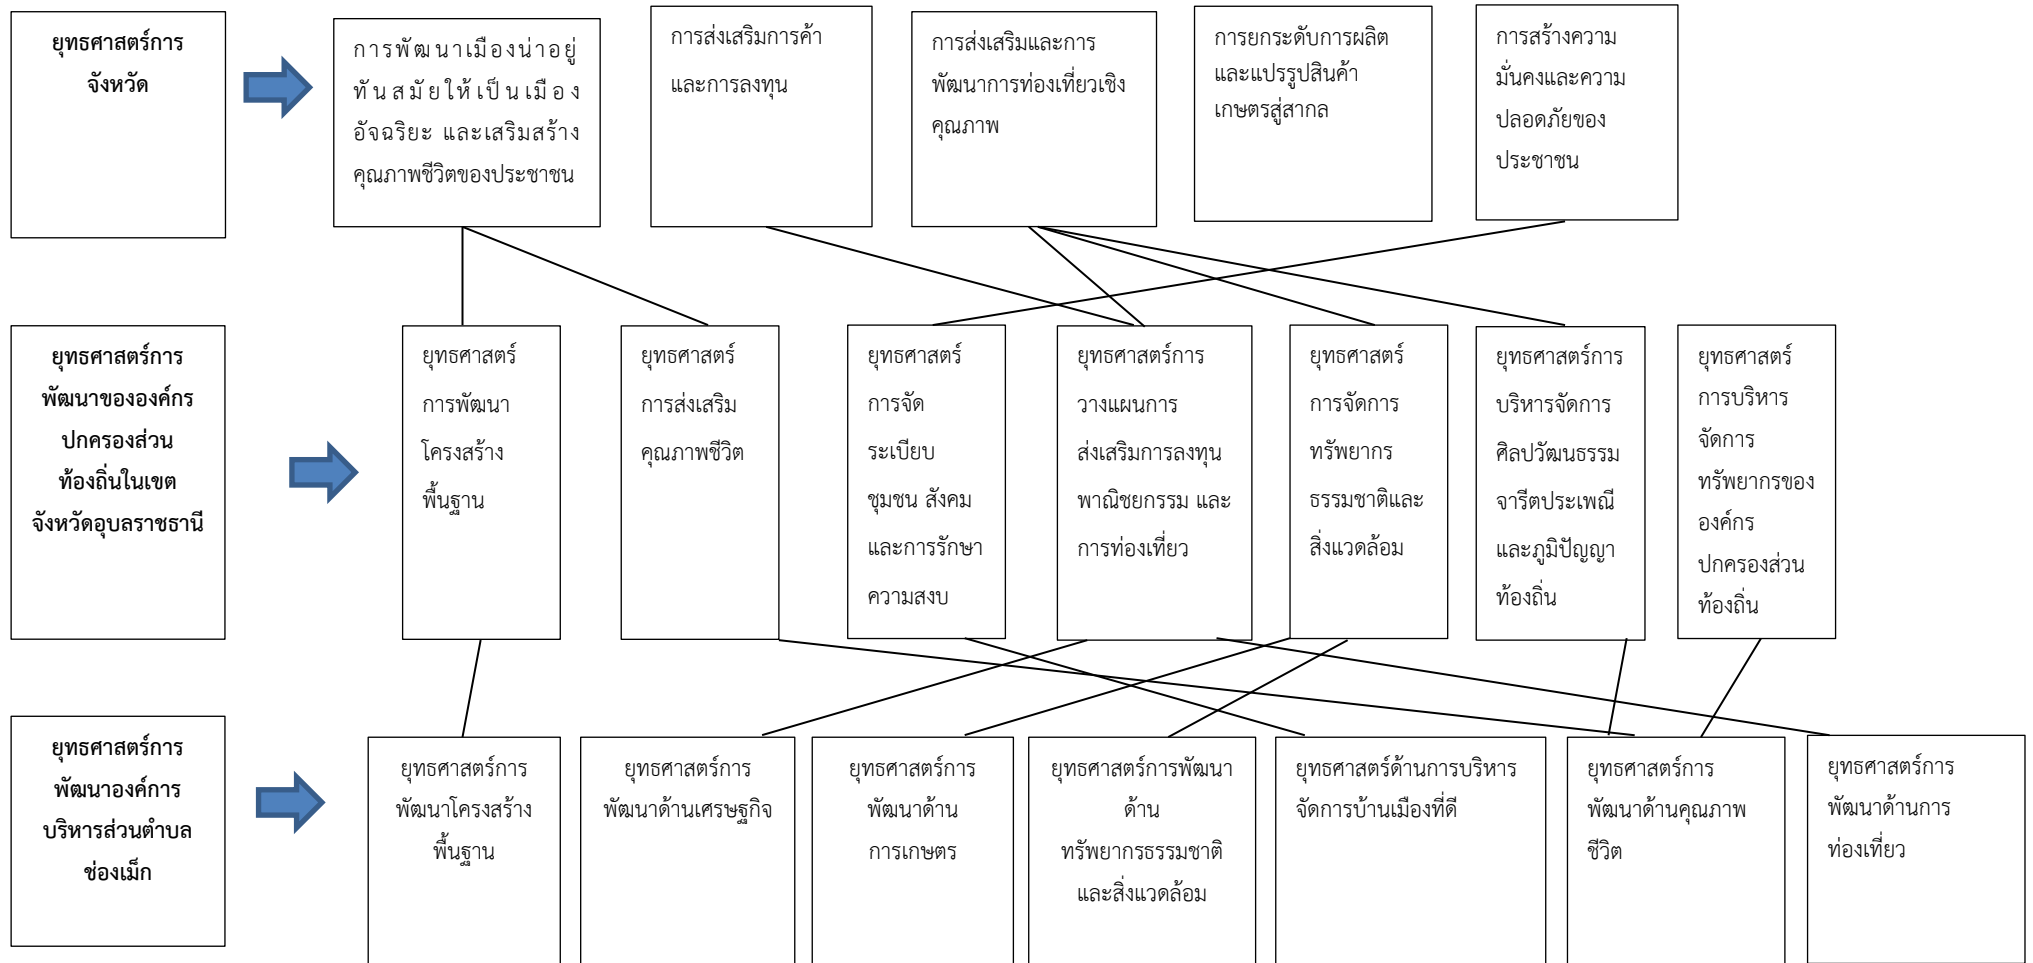 ยุทธศาสตร์การ
จังหวัด
การพัฒนาเมืองน่าอยู่
ทันสมัยให้เป็นเมือง
อัจฉริยะ และเสริมสร้าง
คุณภาพชีวิตของประชาชน
การส่งเสริมการค้า
และการลงทุน
การส่งเสริมและการ
พัฒนาการท่องเที่ยวเชิง
คุณภาพ
การยกระดับการผลิต
และแปรรูปสินค้า
เกษตรสู่สากล
การสร้างความ
มั่นคงและความ
ปลอดภัยของ
ประชาชน
ยุทธศาสตร์การ
พัฒนาขององค์กร
ปกครองส่วน
ท้องถิ่นในเขต
จังหวัดอุบลราชธานี
ยุทธศาสตร์
การพัฒนา
โครงสร้าง
พื้นฐาน
ยุทธศาสตร์
การส่งเสริม
คุณภาพชีวิต
ยุทธศาสตร์
การจัด
ระเบียบ
ชุมชน สังคม
และการรักษา
ความสงบ
ยุทธศาสตร์การ
วางแผนการ
ส่งเสริมการลงทุน
พาณิชยกรรม และ
การท่องเที่ยว
ยุทธศาสตร์
การจัดการ
ทรัพยากร
ธรรมชาติและ
สิ่งแวดล้อม
ยุทธศาสตร์การ
บริหารจัดการ
ศิลปวัฒนธรรม
จารีตประเพณี
และภูมิปัญญา
ท้องถิ่น
ยุทธศาสตร์
การบริหาร
จัดการ
ทรัพยากรของ
องค์กร
ปกครองส่วน
ท้องถิ่น
ยุทธศาสตร์การ
พัฒนาองค์การ
บริหารส่วนตำบล
ช่องเม็ก
ยุทธศาสตร์การ
พัฒนาโครงสร้าง
พื้นฐาน
ยุทธศาสตร์การ
พัฒนาด้านเศรษฐกิจ
ยุทธศาสตร์การ
พัฒนาด้าน
การเกษตร
ยุทธศาสตร์การพัฒนา
ด้าน
ทรัพยากรธรรมชาติ
และสิ่งแวดล้อม
ยุทธศาสตร์ด้านการบริหาร
จัดการบ้านเมืองที่ดี
ยุทธศาสตร์การ
พัฒนาด้านคุณภาพ
ชีวิต
ยุทธศาสตร์การ
พัฒนาด้านการ
ท่องเที่ยว